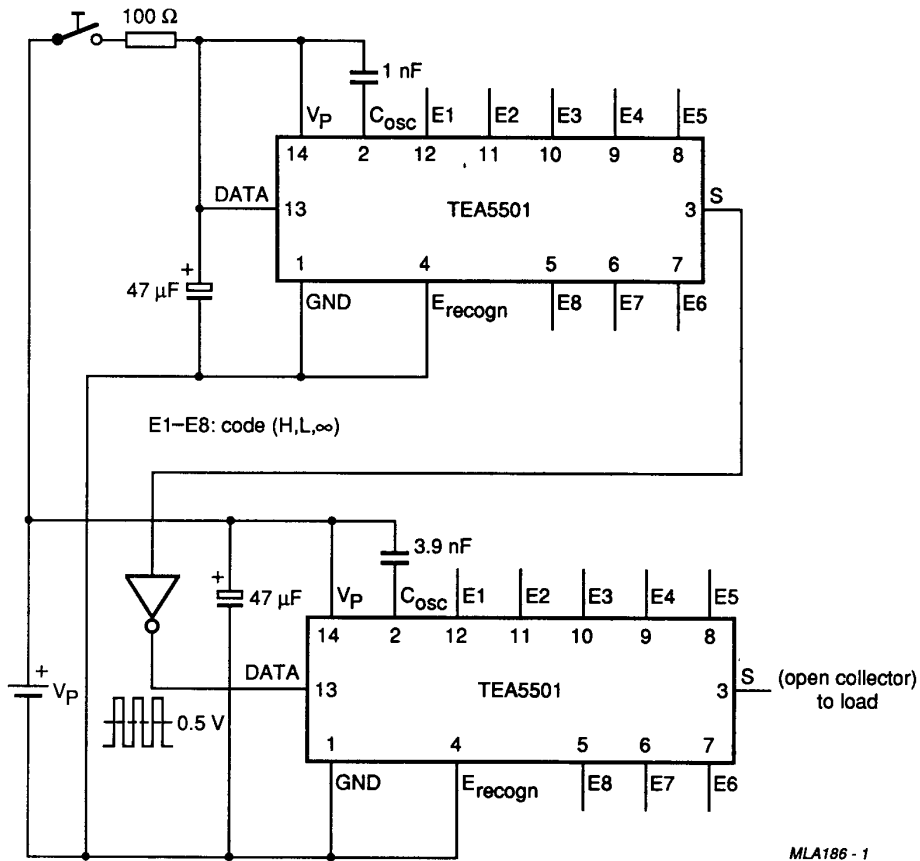 100 Ω
1 nF
VP Cosc E1 E2 E3 E4 E5
14 2 12 11 10 9 8
DATA S
13 TEA5501 3
1 4 5 6 7
47 μF + GND Erecogn E8 E7 E6
E1–E8: code (H,L,∞)
3.9 nF
+ 47 μF VP Cosc E1 E2 E3 E4 E5
14 2 12 11 10 9 8
DATA S (open collector)
+ VP 13 TEA5501 3 to load
0.5 V
1 4 5 6 7
GND Erecogn E8 E7 E6
MLA186 - 1